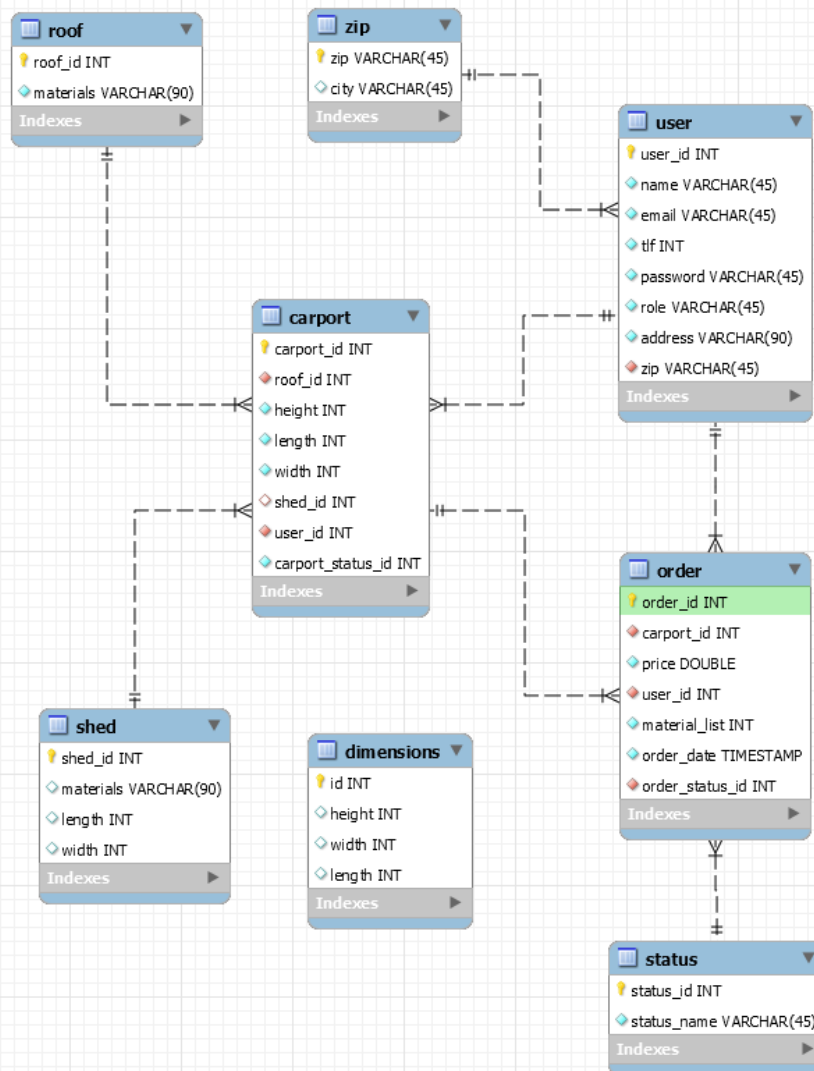 roof
roof_id INT
materials VARCHAR(90)
Indexes
zip
zip VARCHAR(45)
city VARCHAR(45)
Indexes
user
user_id INT
name VARCHAR(45)
email VARCHAR(45)
tlf INT
password VARCHAR(45)
role VARCHAR(45)
address VARCHAR(90)
zip VARCHAR(45)
Indexes
carport
carport_id INT
roof_id INT
height INT
length INT
width INT
shed_id INT
user_id INT
carport_status_id INT
Indexes
order
order_id INT
carport_id INT
price DOUBLE
user_id INT
material_list INT
order_date TIMESTAMP
order_status_id INT
Indexes
shed
shed_id INT
materials VARCHAR(90)
length INT
width INT
Indexes
dimensions
id INT
height INT
width INT
length INT
Indexes
status
status_id INT
status_name VARCHAR(45)
Indexes